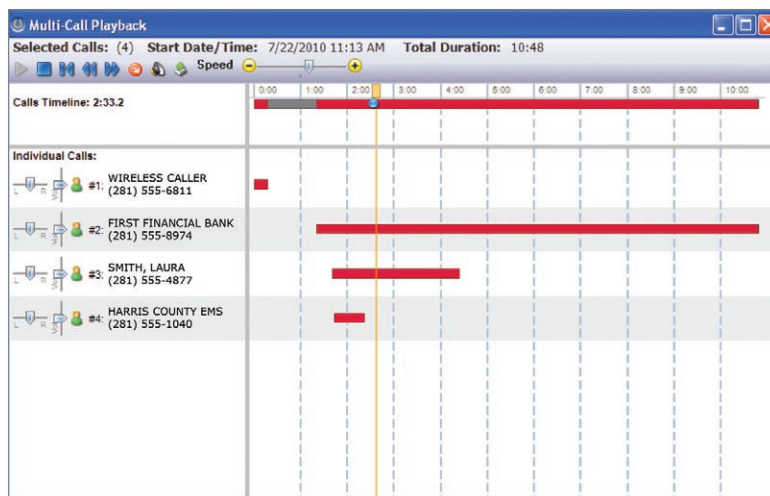 Multi-Call Playback
Selected Calls: (4) Start Date/Time: 7/22/2010 11:13 AM Total Duration: 10:48
Speed
Calls Timeline: 2:33.2
0:00 1:00 2:00 3:00 4:00 5:00 6:00 7:00 8:00 9:00 10:00
Individual Calls:
L R #1: WIRELESS CALLER
(281) 555-6811
L R #2: FIRST FINANCIAL BANK
(281) 555-8974
L R #3: SMITH, LAURA
(281) 555-4877
L R #4: HARRIS COUNTY EMS
(281) 555-1040